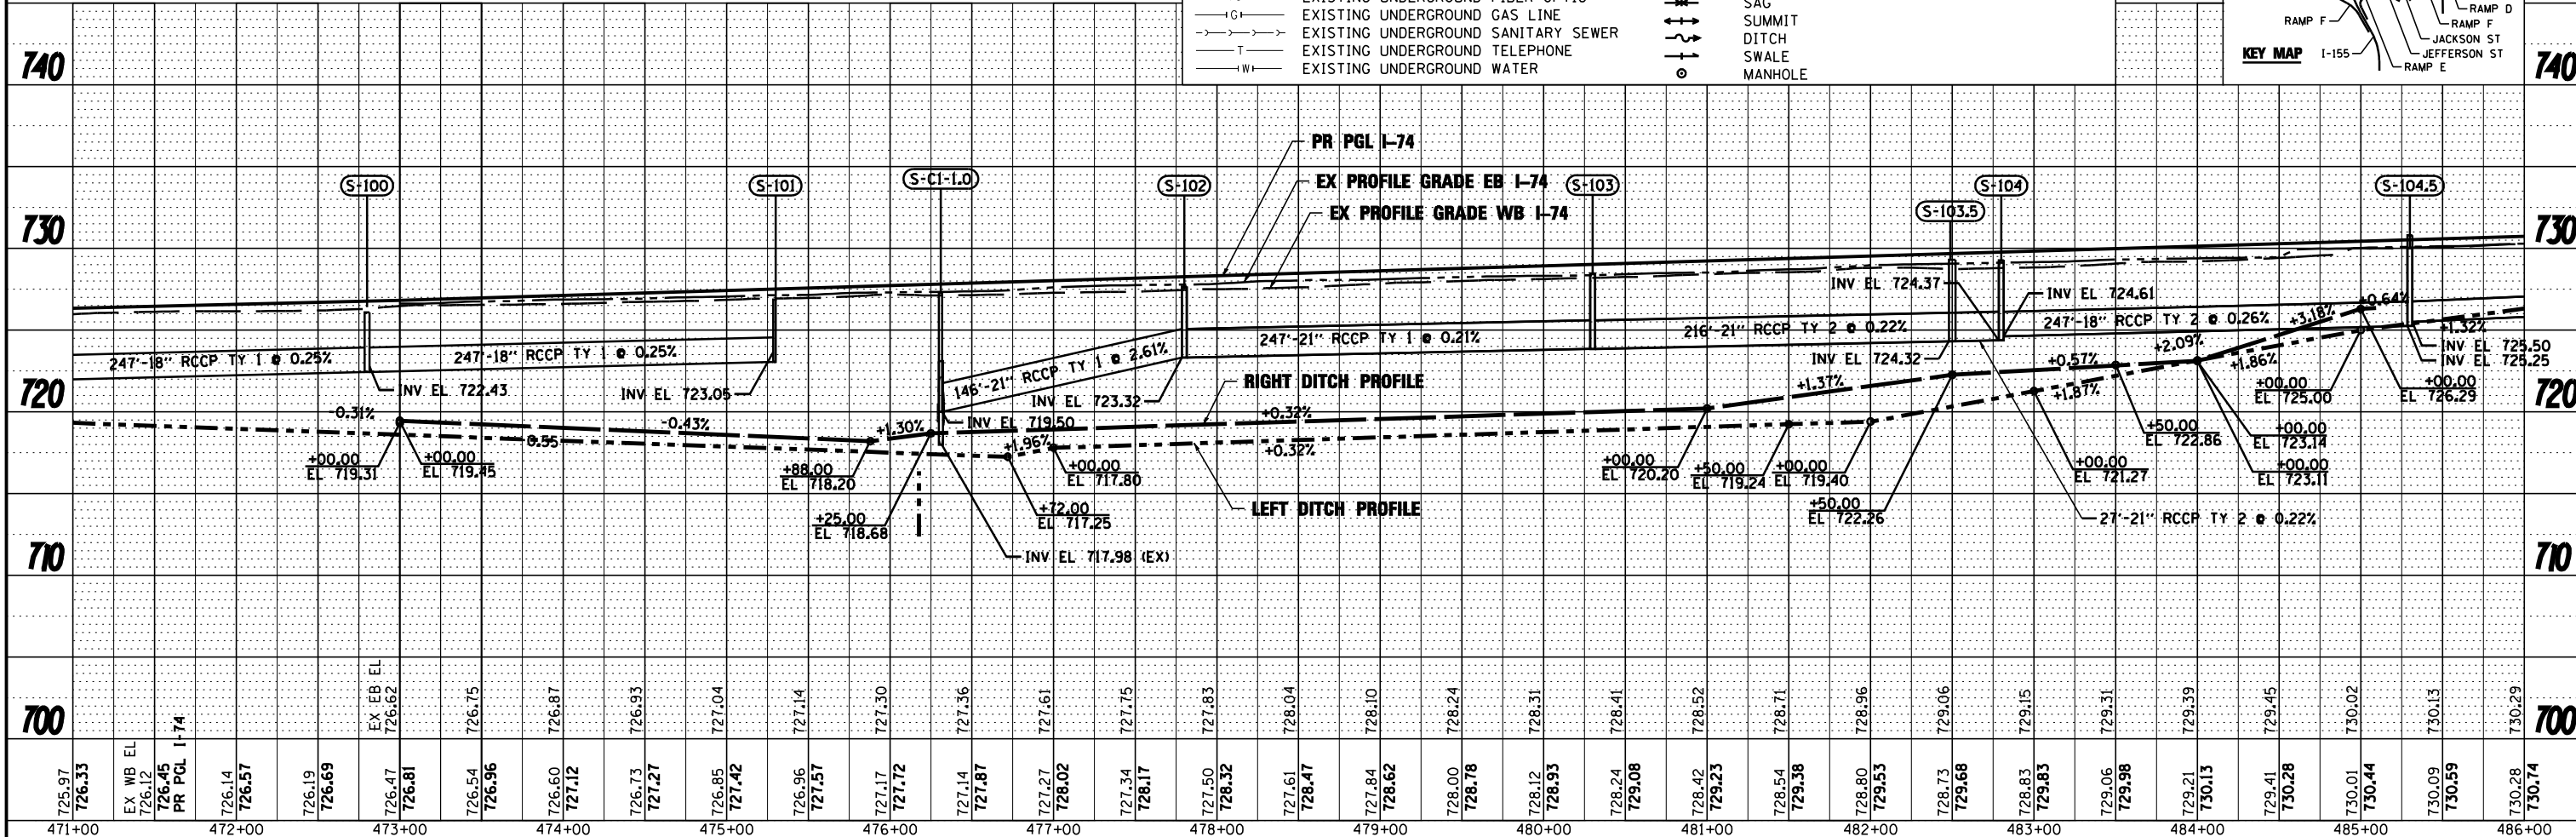 EXISTING UNDERGROUND FIBER OPTIC
G EXISTING UNDERGROUND GAS LINE
EXISTING UNDERGROUND SANITARY SEWER
T EXISTING UNDERGROUND TELEPHONE
W EXISTING UNDERGROUND WATER
SAG
SUMMIT
DITCH
SWALE
MANHOLE
RAMP D
RAMP F
RAMP F
JACKSON ST
JEFFERSON ST
KEY MAP
I-155
RAMP E
740
740
PR PGL I-74
EX PROFILE GRADE EB I-74
EX PROFILE GRADE WB I-74
S-100
S-101
S-C1-1.0
S-102
S-103
S-103.5
S-104
S-104.5
730
730
INV EL 724.37
INV EL 724.61
247'-18" RCCP TY 1 @ 0.25%
247'-18" RCCP TY 1 @ 0.25%
146'-21" RCCP TY 1 @ 2.61%
247'-21" RCCP TY 1 @ 0.21%
216'-21" RCCP TY 2 @ 0.22%
247'-18" RCCP TY 2 @ 0.26%
+3.18%
+0.64%
+1.32%
INV EL 725.50
INV EL 725.25
INV EL 722.43
INV EL 723.05
INV EL 723.32
INV EL 724.32
RIGHT DITCH PROFILE
720
720
-0.31%
-0.43%
+1.30%
INV EL 719.50
+0.32%
+1.37%
+0.57%
+2.09%
+1.86%
+1.87%
-0.55
+1.96%
+0.32%
+00.00
EL 719.31
+00.00
EL 719.45
+88.00
EL 718.20
+25.00
EL 718.68
+00.00
EL 717.80
+72.00
EL 717.25
LEFT DITCH PROFILE
+00.00
EL 720.20
+50.00
EL 719.24
+00.00
EL 719.40
+50.00
EL 722.26
+00.00
EL 721.27
+50.00
EL 722.86
+00.00
EL 723.14
+00.00
EL 723.11
+00.00
EL 725.00
+00.00
EL 726.29
27'-21" RCCP TY 2 @ 0.22%
INV EL 717.98 (EX)
710
710
700
700
EX EB EL
726.62
726.75
726.87
726.93
727.04
727.14
727.30
727.36
727.61
727.75
727.83
728.04
728.10
728.24
728.31
728.41
728.52
728.71
728.96
729.06
729.15
729.31
729.39
729.45
730.02
730.13
730.29
725.97
726.33
EX WB EL
726.12
726.45
PR PGL I-74
726.14
726.57
726.19
726.69
726.47
726.81
726.54
726.96
726.60
727.12
726.73
727.27
726.85
727.42
726.96
727.57
727.17
727.72
727.14
727.87
727.27
728.02
727.34
728.17
727.50
728.32
727.61
728.47
727.84
728.62
728.00
728.78
728.12
728.93
728.24
729.08
728.42
729.23
728.54
729.38
728.80
729.53
728.73
729.68
728.83
729.83
729.06
729.98
729.21
730.13
729.41
730.28
730.01
730.44
730.09
730.59
730.28
730.74
471+00
472+00
473+00
474+00
475+00
476+00
477+00
478+00
479+00
480+00
481+00
482+00
483+00
484+00
485+00
486+00